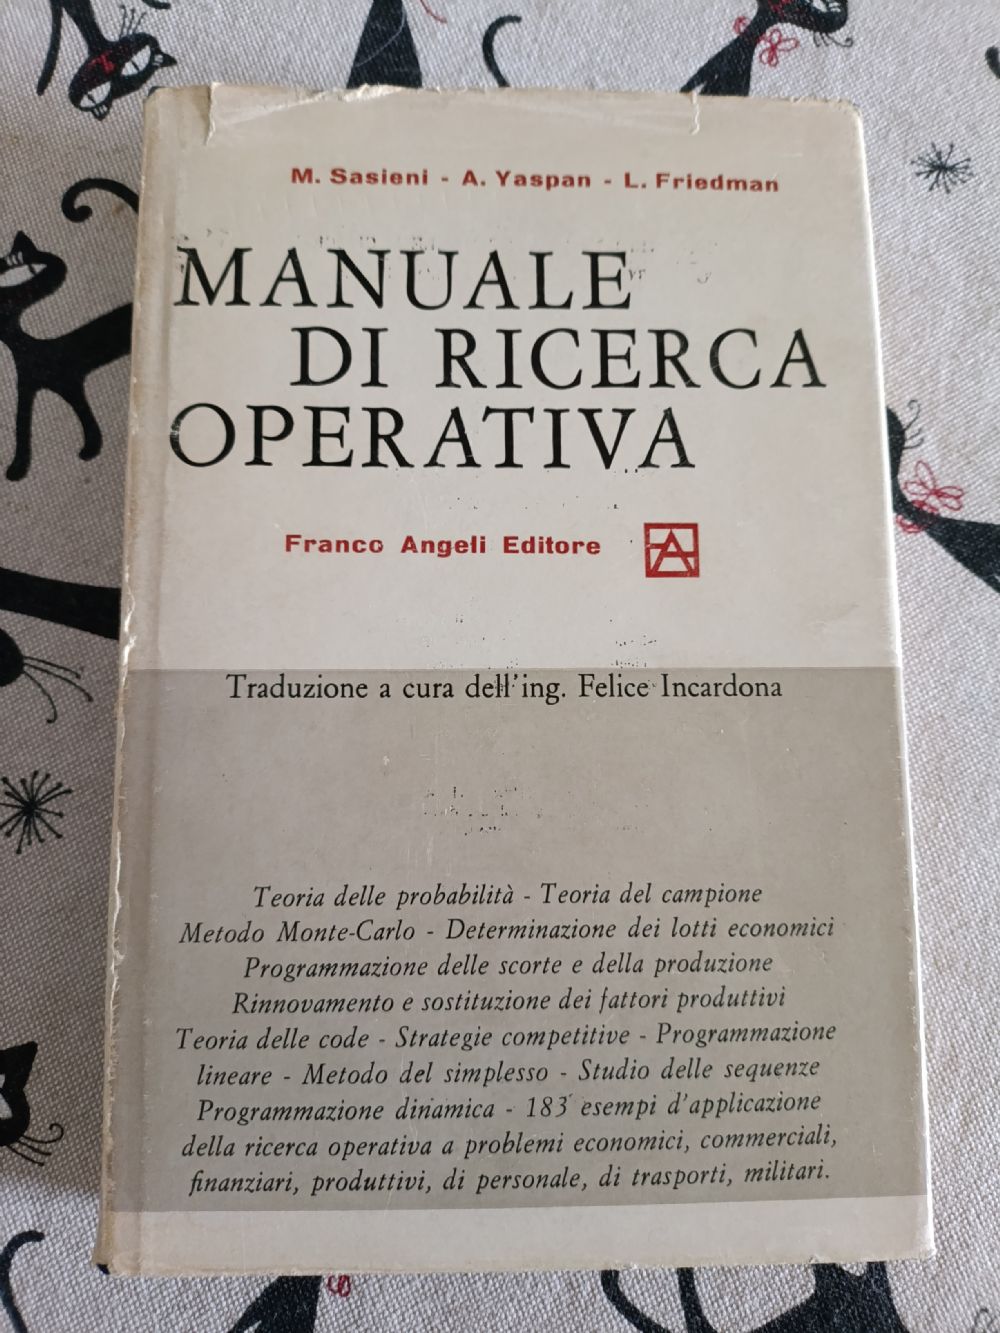 M. Sasieni - A. Yaspan - L. Friedman
MANUALE
DI RICERCA
OPERATIVA
Franco Angeli Editore
Traduzione a cura dell'ing. Felice Incardona
Teoria delle probabilità - Teoria del campione
Metodo Monte-Carlo - Determinazione dei lotti economici
Programmazione delle scorte e della produzione
Rinnovamento e sostituzione dei fattori produttivi
Teoria delle code - Strategie competitive - Programmazione
lineare - Metodo del simplesso - Studio delle sequenze
Programmazione dinamica - 183 esempi d'applicazione
della ricerca operativa a problemi economici, commerciali,
finanziari, produttivi, di personale, di trasporti, militari.